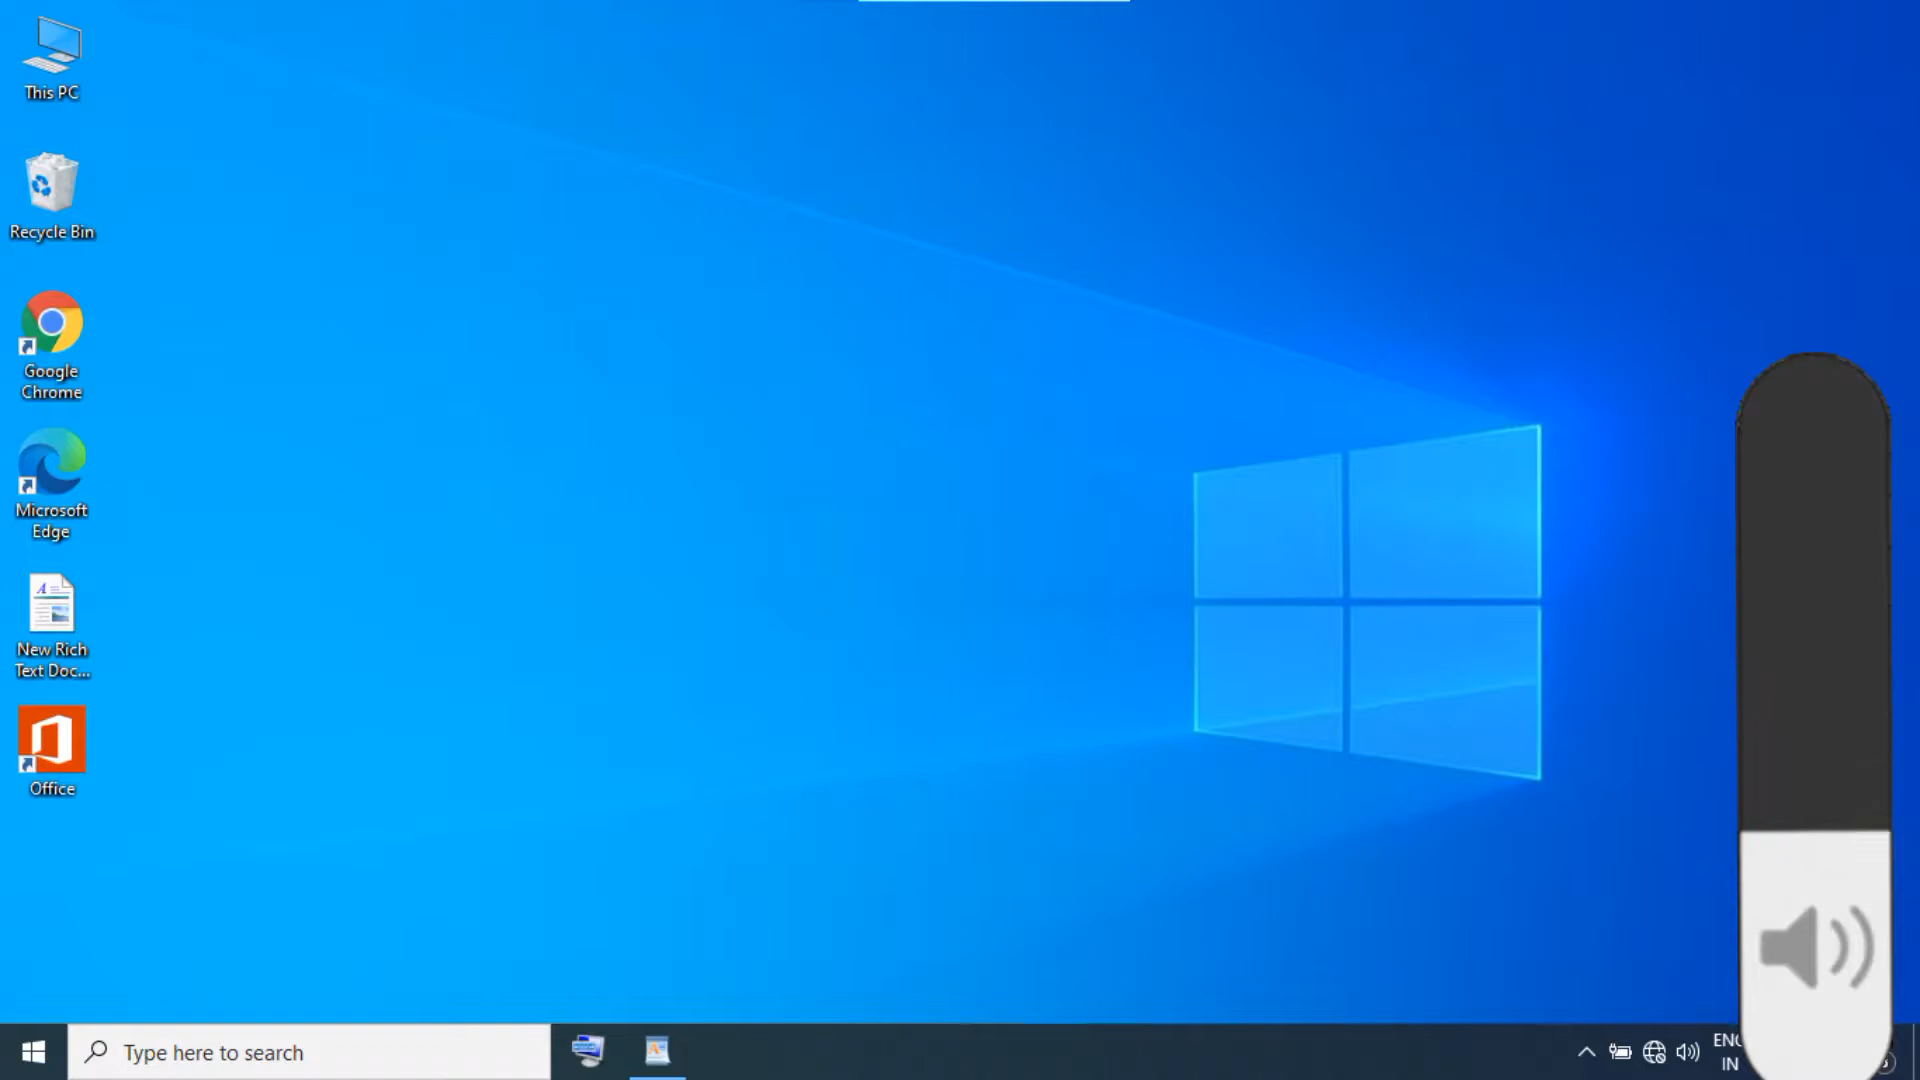 This PC
Recycle Bin
Google
Chrome
Microsoft
Edge
New Rich
Text Doc...
Office
Type here to search
IN